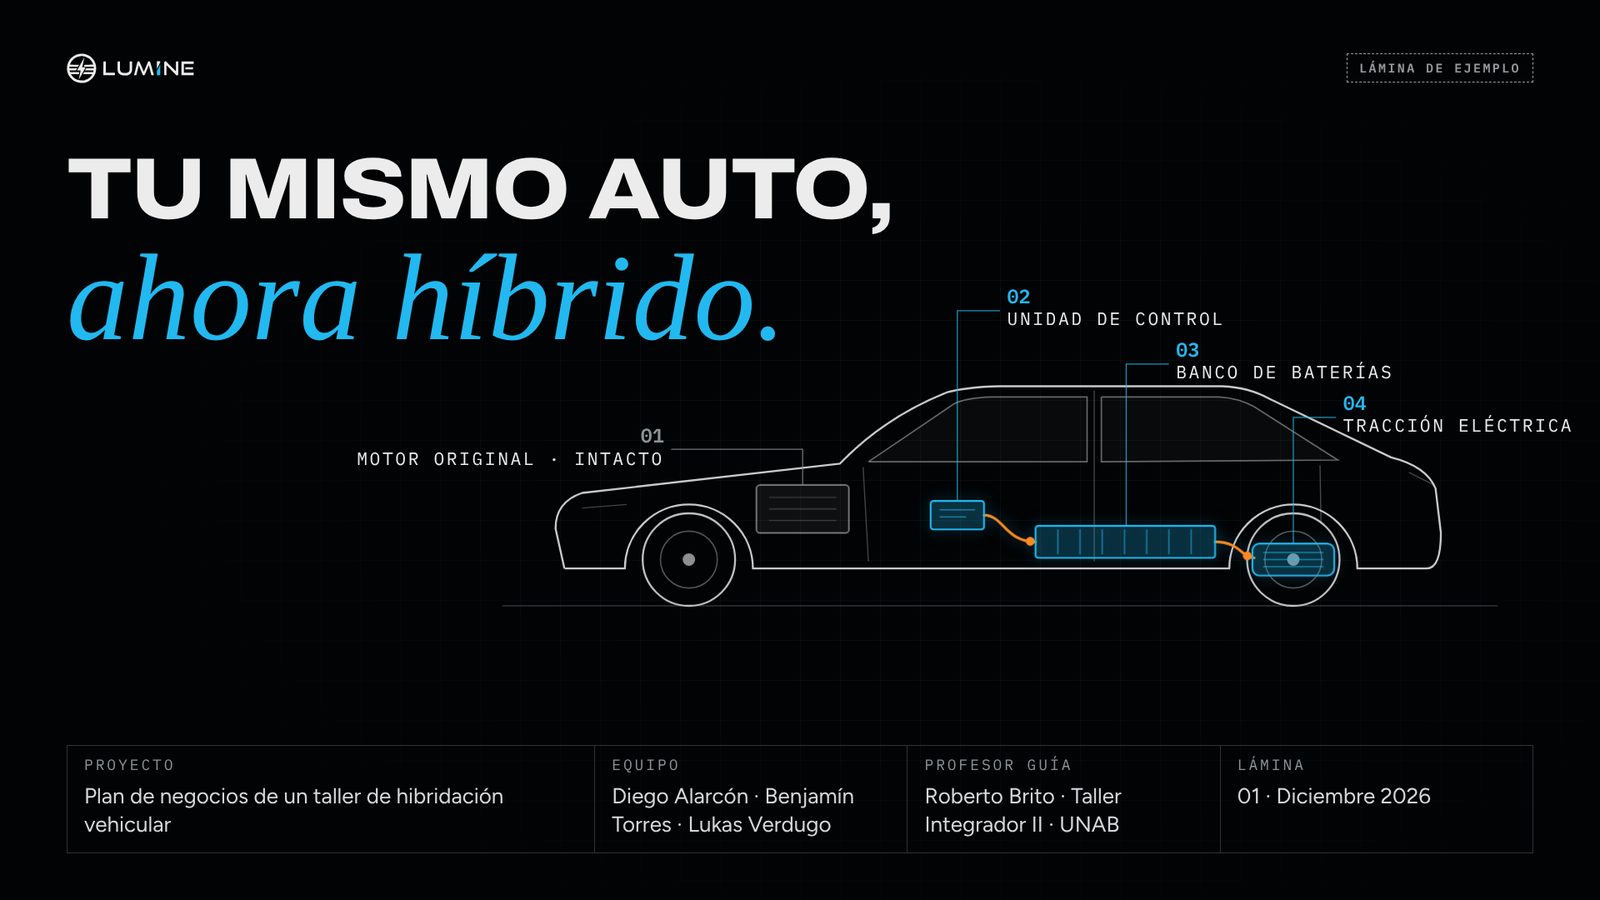 LUMINE
LÁMINA DE EJEMPLO
TU MISMO AUTO,
ahora híbrido.
02
UNIDAD DE CONTROL
03
BANCO DE BATERÍAS
04
TRACCIÓN ELÉCTRICA
01
MOTOR ORIGINAL · INTACTO
PROYECTO
Plan de negocios de un taller de hibridación
vehicular
EQUIPO
Diego Alarcón · Benjamín
Torres · Lukas Verdugo
PROFESOR GUÍA
Roberto Brito · Taller
Integrador II · UNAB
LÁMINA
01 · Diciembre 2026